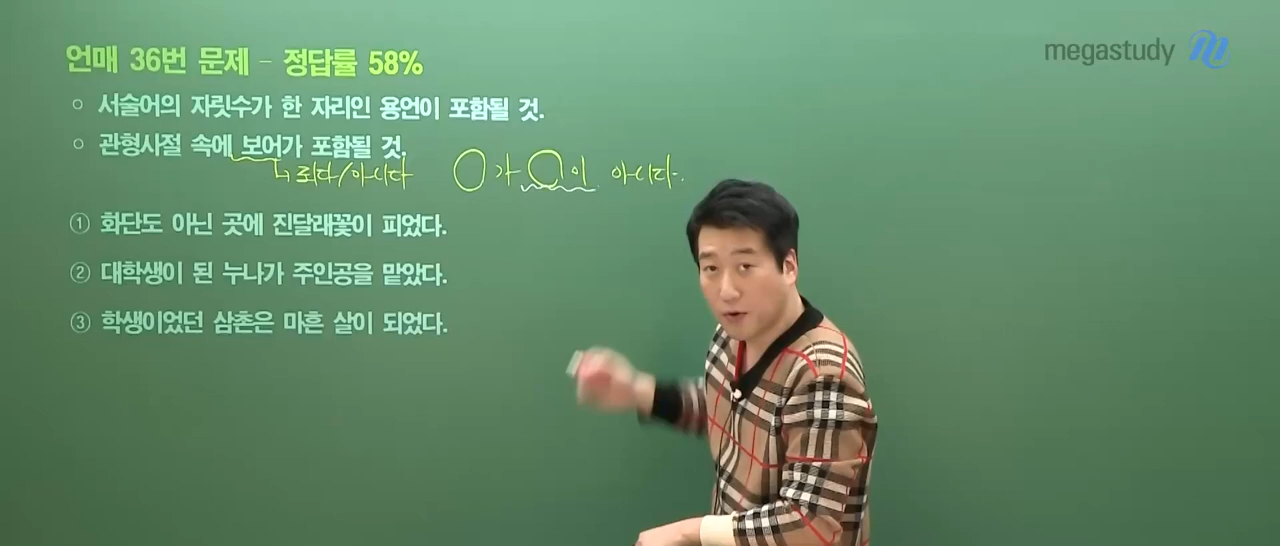 megastudy
언매 36번 문제 - 정답률 58%
○ 서술어의 자릿수가 한 자리인 용언이 포함될 것.
○ 관형사절 속에 보어가 포함될 것.
↳ 되다/아니다 ○가 ○이 아니다.
① 화단도 아닌 곳에 진달래꽃이 피었다.
② 대학생이 된 누나가 주인공을 맡았다.
③ 학생이었던 삼촌은 마흔 살이 되었다.